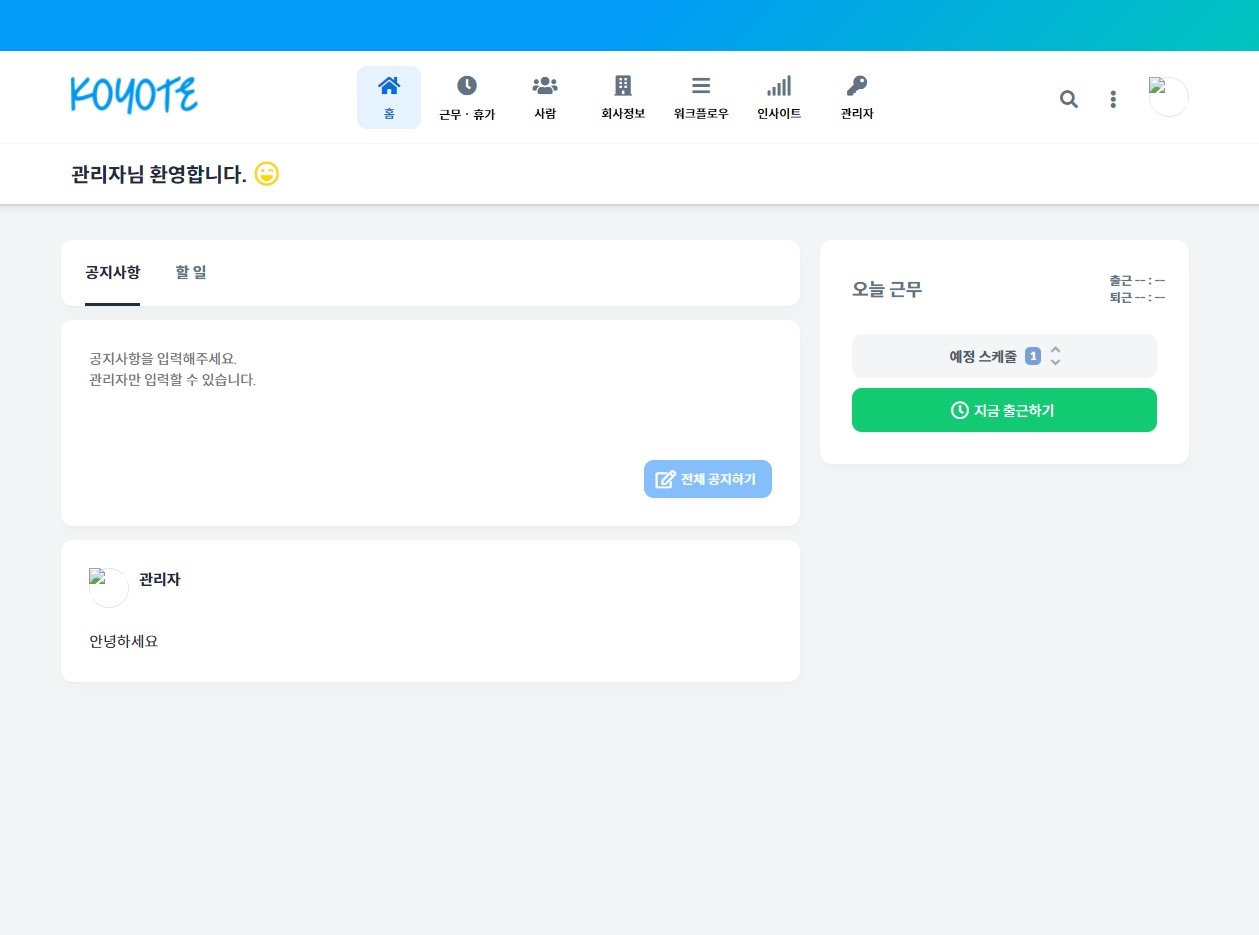 KOYOTE
홈
근무 · 휴가
사람
회사정보
워크플로우
인사이트
관리자
관리자님 환영합니다.
공지사항
할 일
공지사항을 입력해주세요.
관리자만 입력할 수 있습니다.
전체 공지하기
관리자
안녕하세요
오늘 근무
출근 -- : --
퇴근 -- : --
예정 스케줄 1
지금 출근하기